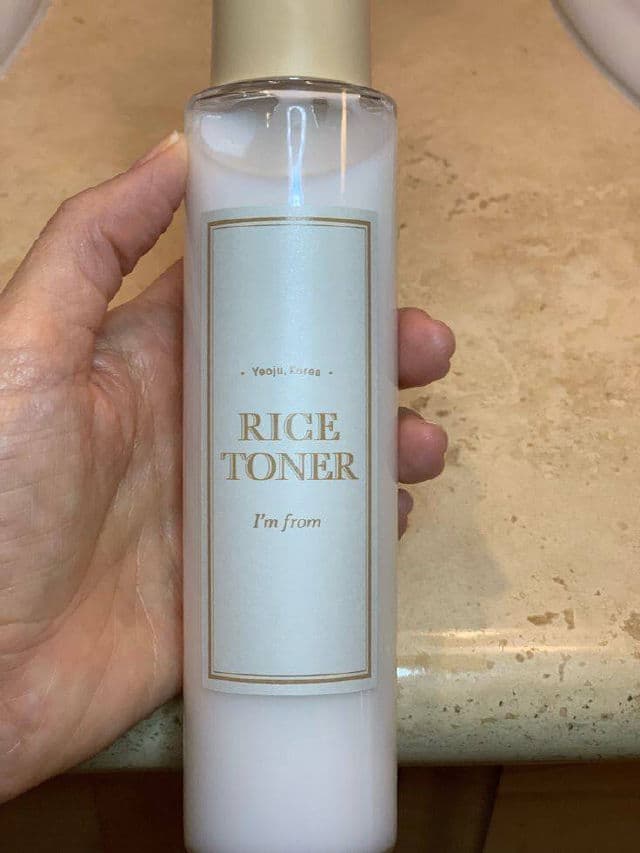 · Yeoju, Korea ·
RICE
TONER
I'm from